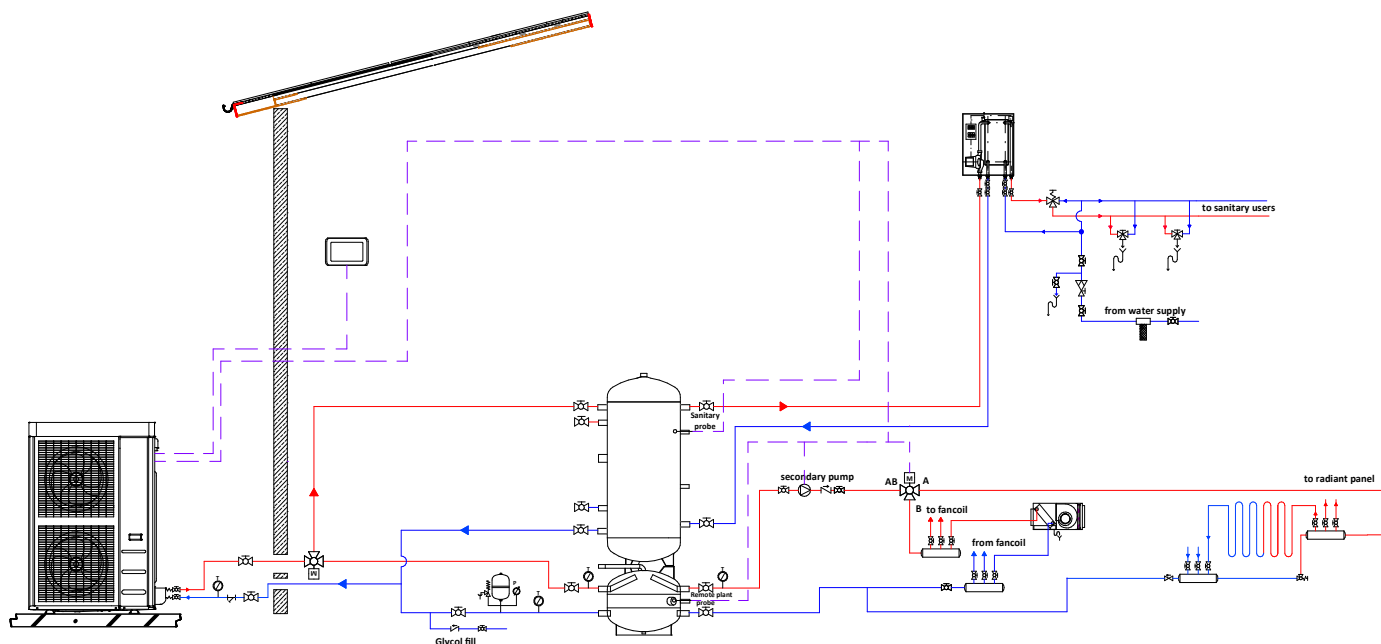 to sanitary users
from water supply
Sanitary
probe
secondary pump
M
AB
A
B
to radiant panel
to fancoil
from fancoil
M
T
T
P
T
T
Remote plant
probe
Glycol fill